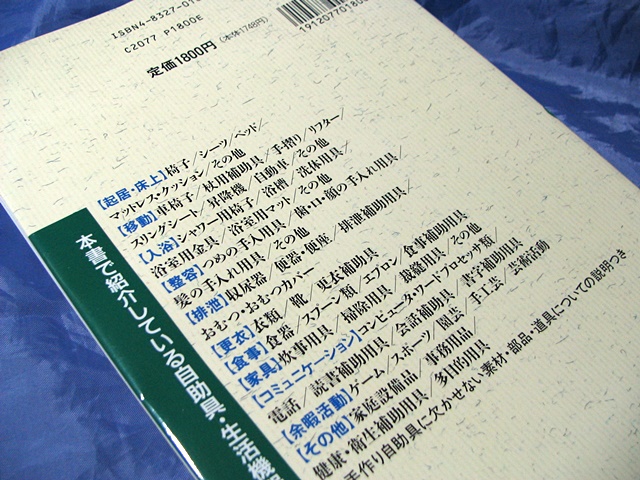 ISBN4-8327-01
C2077 P1800E
定価1800円（本体1748円）
19120770180
【起居・床上】椅子／シーツ／ベッド／
マットレス・クッション／その他
【移動】車椅子／杖用補助具／手摺り／リフター／
スリングシート／昇降機／自動車／その他
【入浴】シャワー用椅子／浴槽／洗体用具／
浴室用金具／浴室用マット／その他
【整容】つめの手入用具／歯・口・顔の手入れ用具／
髪の手入れ用具／その他
【排泄】収尿器／便器・便座／排泄補助用具／
おむつ・おむつカバー
【更衣】衣類／靴／更衣補助具
【食事】食器／スプーン類／エプロン／食事補助用具
【家具】炊事用具／掃除用具／裁縫用具／その他
【コミュニケーション】コンピュータ・ワードプロセッサ類／
電話／読書補助用具／会話補助具／書字補助用具
【余暇活動】ゲーム／スポーツ／園芸／手工芸／芸術活動
【その他】家庭設備品／事務用品／
健康・衛生補助用具／多目的用具
手作り自助具に欠かせない素材・部品・道具についての説明つき
本書で紹介している自助具・生活機